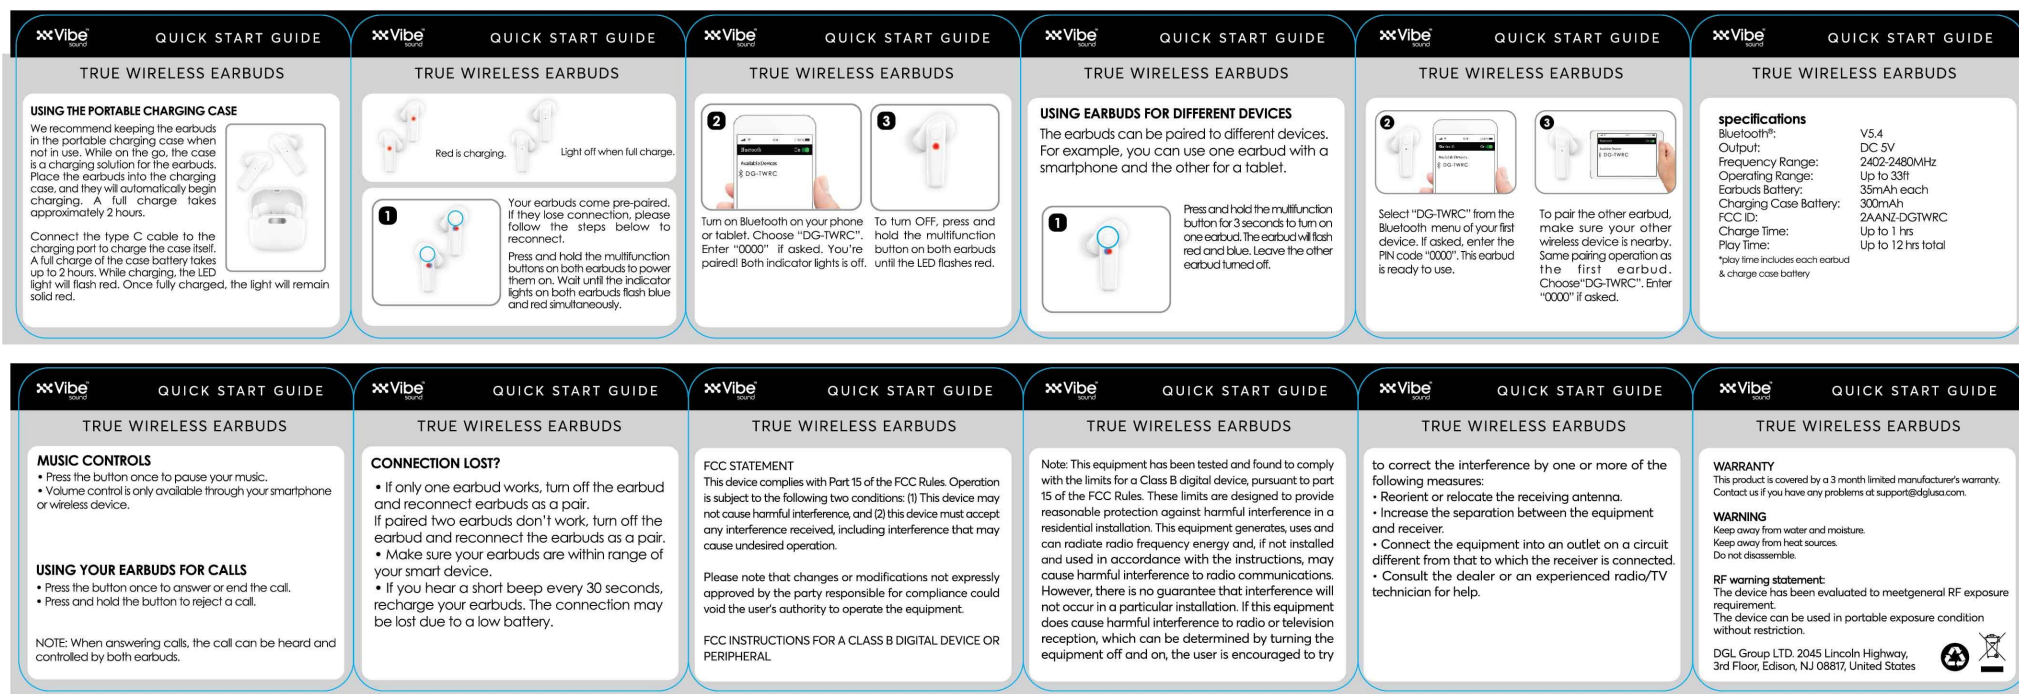 Vibe
sound
QUICK START GUIDE
TRUE WIRELESS EARBUDS
USING THE PORTABLE CHARGING CASE
We recommend keeping the earbuds
in the portable charging case when
not in use. While on the go, the case
is a charging solution for the earbuds.
Place the earbuds into the charging
case, and they will automatically begin
charging. A full charge takes
approximately 2 hours.
Connect the type C cable to the
charging port to charge the case itself.
A full charge of the case battery takes
up to 2 hours. While charging, the LED
light will flash red. Once fully charged, the light will remain
solid red.
Vibe
sound
QUICK START GUIDE
TRUE WIRELESS EARBUDS
Red is charging.
Light off when full charge.
1
Your earbuds come pre-paired.
If they lose connection, please
follow the steps below to
reconnect.
Press and hold the multifunction
buttons on both earbuds to power
them on. Wait until the indicator
lights on both earbuds flash blue
and red simultaneously.
Vibe
sound
QUICK START GUIDE
TRUE WIRELESS EARBUDS
2
Bluetooth
On
Available Devices
DG-TWRC
Turn on Bluetooth on your phone
or tablet. Choose “DG-TWRC”.
Enter “0000” if asked. You’re
paired! Both indicator lights is off.
3
To turn OFF, press and
hold the multifunction
button on both earbuds
until the LED flashes red.
Vibe
sound
QUICK START GUIDE
TRUE WIRELESS EARBUDS
USING EARBUDS FOR DIFFERENT DEVICES
The earbuds can be paired to different devices.
For example, you can use one earbud with a
smartphone and the other for a tablet.
1
Press and hold the multifunction
button for 3 seconds to turn on
one earbud. The earbud will flash
red and blue. Leave the other
earbud turned off.
Vibe
sound
QUICK START GUIDE
TRUE WIRELESS EARBUDS
2
DG-TWRC
Select “DG-TWRC” from the
Bluetooth menu of your first
device. If asked, enter the
PIN code “0000”. This earbud
is ready to use.
3
DG-TWRC
To pair the other earbud,
make sure your other
wireless device is nearby.
Same pairing operation as
the first earbud.
Choose“DG-TWRC”. Enter
“0000” if asked.
Vibe
sound
QUICK START GUIDE
TRUE WIRELESS EARBUDS
specifications
Bluetooth®: V5.4
Output: DC 5V
Frequency Range: 2402-2480MHz
Operating Range: Up to 33ft
Earbuds Battery: 35mAh each
Charging Case Battery: 300mAh
FCC ID: 2AANZ-DGTWRC
Charge Time: Up to 1 hrs
Play Time: Up to 12 hrs total
*play time includes each earbud
& charge case battery
Vibe
sound
QUICK START GUIDE
TRUE WIRELESS EARBUDS
MUSIC CONTROLS
• Press the button once to pause your music.
• Volume control is only available through your smartphone
or wireless device.
USING YOUR EARBUDS FOR CALLS
• Press the button once to answer or end the call.
• Press and hold the button to reject a call.
NOTE: When answering calls, the call can be heard and
controlled by both earbuds.
Vibe
sound
QUICK START GUIDE
TRUE WIRELESS EARBUDS
CONNECTION LOST?
• If only one earbud works, turn off the earbud
and reconnect earbuds as a pair.
If paired two earbuds don’t work, turn off the
earbud and reconnect the earbuds as a pair.
• Make sure your earbuds are within range of
your smart device.
• If you hear a short beep every 30 seconds,
recharge your earbuds. The connection may
be lost due to a low battery.
Vibe
sound
QUICK START GUIDE
TRUE WIRELESS EARBUDS
FCC STATEMENT
This device complies with Part 15 of the FCC Rules. Operation
is subject to the following two conditions: (1) This device may
not cause harmful interference, and (2) this device must accept
any interference received, including interference that may
cause undesired operation.
Please note that changes or modifications not expressly
approved by the party responsible for compliance could
void the user’s authority to operate the equipment.
FCC INSTRUCTIONS FOR A CLASS B DIGITAL DEVICE OR
PERIPHERAL
Vibe
sound
QUICK START GUIDE
TRUE WIRELESS EARBUDS
Note: This equipment has been tested and found to comply
with the limits for a Class B digital device, pursuant to part
15 of the FCC Rules. These limits are designed to provide
reasonable protection against harmful interference in a
residential installation. This equipment generates, uses and
can radiate radio frequency energy and, if not installed
and used in accordance with the instructions, may
cause harmful interference to radio communications.
However, there is no guarantee that interference will
not occur in a particular installation. If this equipment
does cause harmful interference to radio or television
reception, which can be determined by turning the
equipment off and on, the user is encouraged to try
Vibe
sound
QUICK START GUIDE
TRUE WIRELESS EARBUDS
to correct the interference by one or more of the
following measures:
• Reorient or relocate the receiving antenna.
• Increase the separation between the equipment
and receiver.
• Connect the equipment into an outlet on a circuit
different from that to which the receiver is connected.
• Consult the dealer or an experienced radio/TV
technician for help.
Vibe
sound
QUICK START GUIDE
TRUE WIRELESS EARBUDS
WARRANTY
This product is covered by a 3 month limited manufacturer’s warranty.
Contact us if you have any problems at support@dglusa.com.
WARNING
Keep away from water and moisture.
Keep away from heat sources.
Do not disassemble.
RF warning statement:
The device has been evaluated to meetgeneral RF exposure
requirement.
The device can be used in portable exposure condition
without restriction.
DGL Group LTD. 2045 Lincoln Highway,
3rd Floor, Edison, NJ 08817, United States